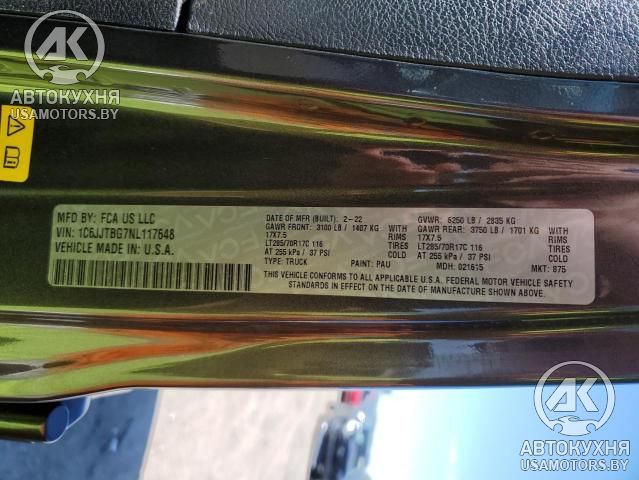 АК
АВТОКУХНЯ
USAMOTORS.BY
MFD BY: FCA US LLC
VIN: 1C6JJTBG7NL117648
VEHICLE MADE IN: U.S.A.
DATE OF MFR (BUILT): 2-22
GAWR FRONT: 3100 LB / 1407 KG
17X7.5 RIMS
LT285/70R17C 116 TIRES
AT 255 kPa / 37 PSI COLD
TYPE: TRUCK PAINT: PAU
GVWR: 6250 LB / 2835 KG
GAWR REAR: 3750 LB / 1701 KG
17X7.5 RIMS
LT285/70R17C 116 TIRES
AT 255 kPa / 37 PSI COLD
MDH: 021615 MKT: 875
THIS VEHICLE CONFORMS TO ALL APPLICABLE U.S.A. FEDERAL MOTOR VEHICLE SAFETY
STANDARDS IN EFFECT ON THE DATE OF MANUFACTURE SHOWN ABOVE.
АК
АВТОКУХНЯ
USAMOTORS.BY